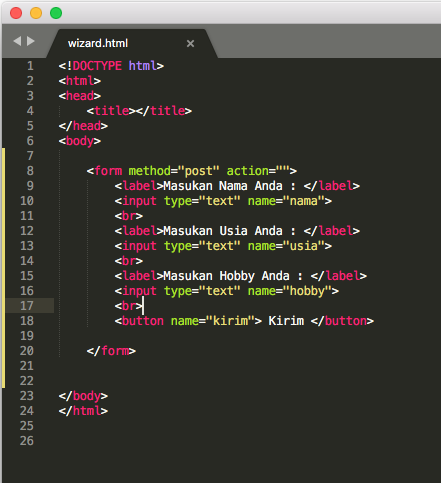 wizard.html
1 <!DOCTYPE html>
2 <html>
3 <head>
4     <title></title>
5 </head>
6 <body>
7
8     <form method="post" action="">
9         <label>Masukan Nama Anda : </label>
10         <input type="text" name="nama">
11         <br>
12         <label>Masukan Usia Anda : </label>
13         <input type="text" name="usia">
14         <br>
15         <label>Masukan Hobby Anda : </label>
16         <input type="text" name="hobby">
17         <br>
18         <button name="kirim"> Kirim </button>
19
20     </form>
21
22
23 </body>
24 </html>
25
26